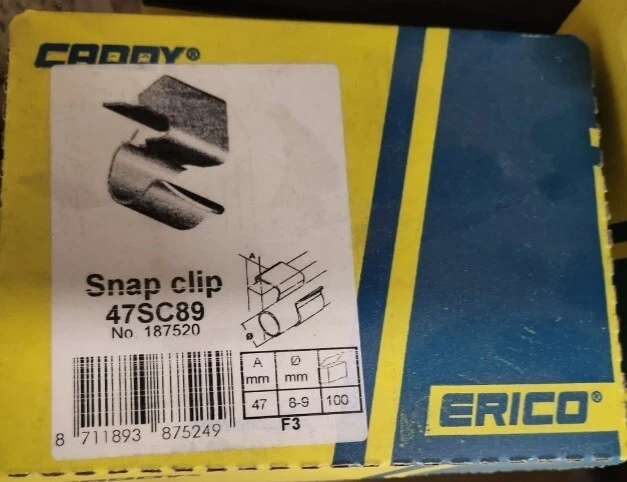 CADDY®
A
Ø
Snap clip
47SC89
No. 187520
A mm Ø mm
47 8-9 100
F3
8 711893 875249
ERICO®